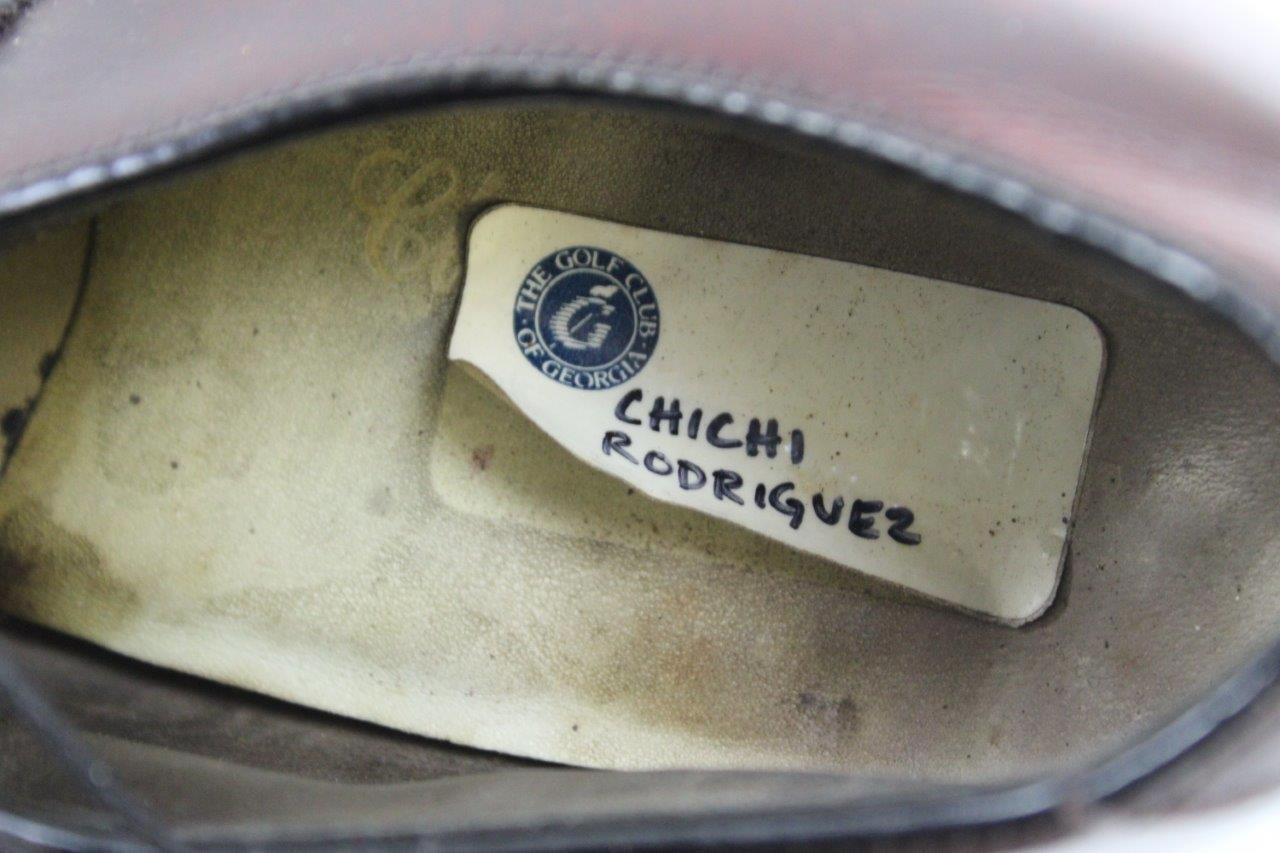 THE GOLF CLUB
· OF GEORGIA ·
G
CHICHI
RODRIGUEZ